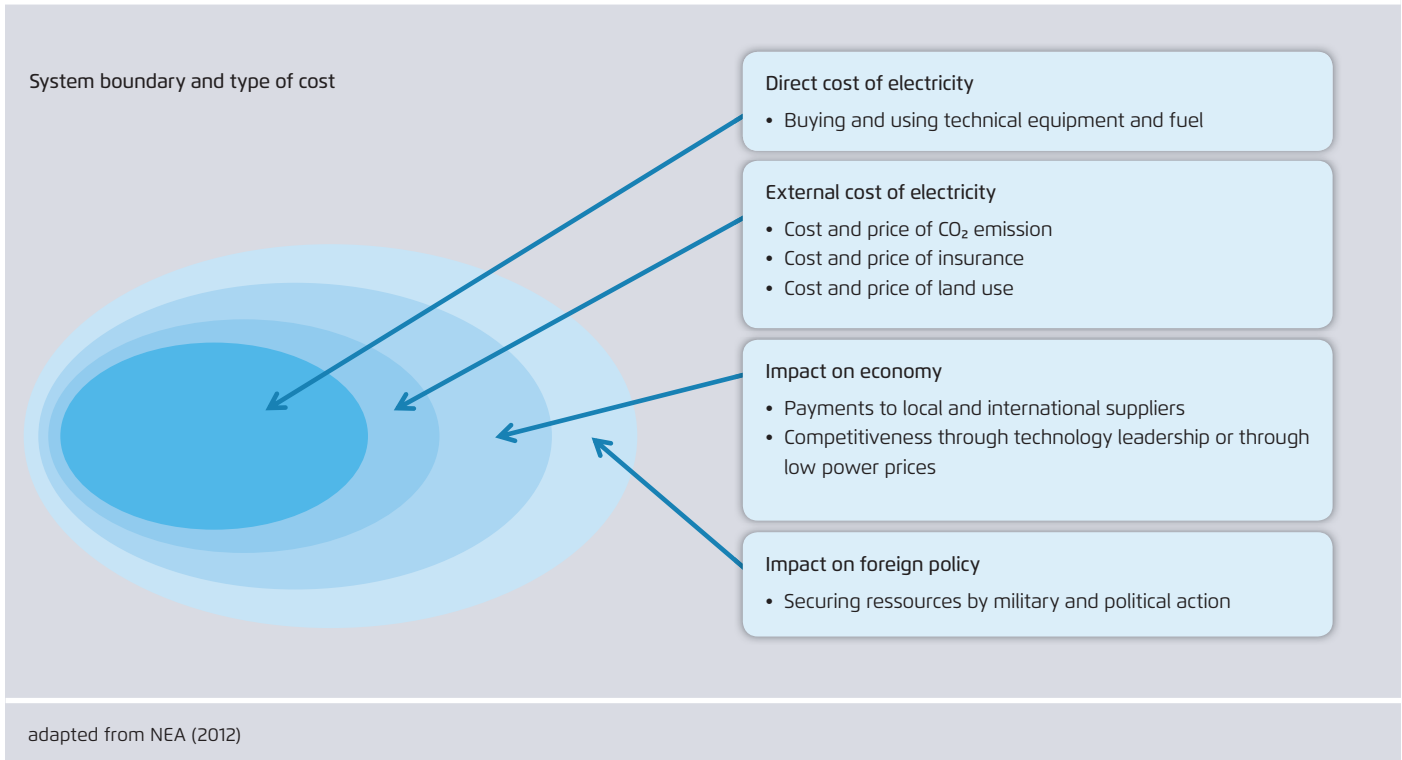 System boundary and type of cost
Direct cost of electricity
• Buying and using technical equipment and fuel
External cost of electricity
• Cost and price of CO₂ emission
• Cost and price of insurance
• Cost and price of land use
Impact on economy
• Payments to local and international suppliers
• Competitiveness through technology leadership or through
low power prices
Impact on foreign policy
• Securing ressources by military and political action
adapted from NEA (2012)